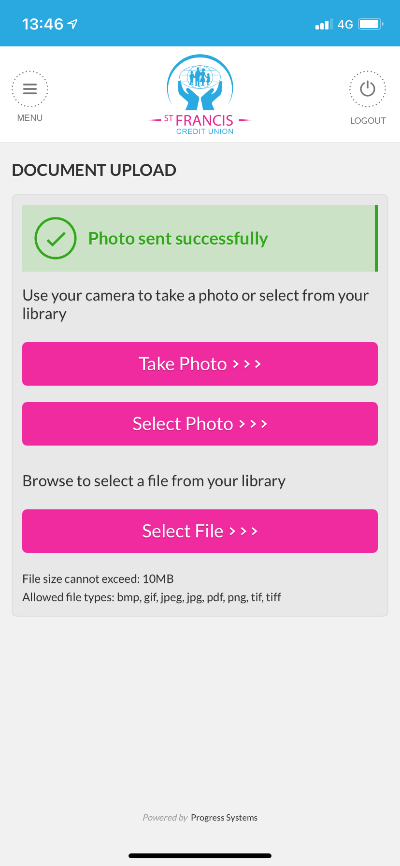 13:46
4G
MENU
ST FRANCIS
CREDIT UNION
LOGOUT
DOCUMENT UPLOAD
Photo sent successfully
Use your camera to take a photo or select from your
library
Take Photo >>>
Select Photo >>>
Browse to select a file from your library
Select File >>>
File size cannot exceed: 10MB
Allowed file types: bmp, gif, jpeg, jpg, pdf, png, tif, tiff
Powered by Progress Systems